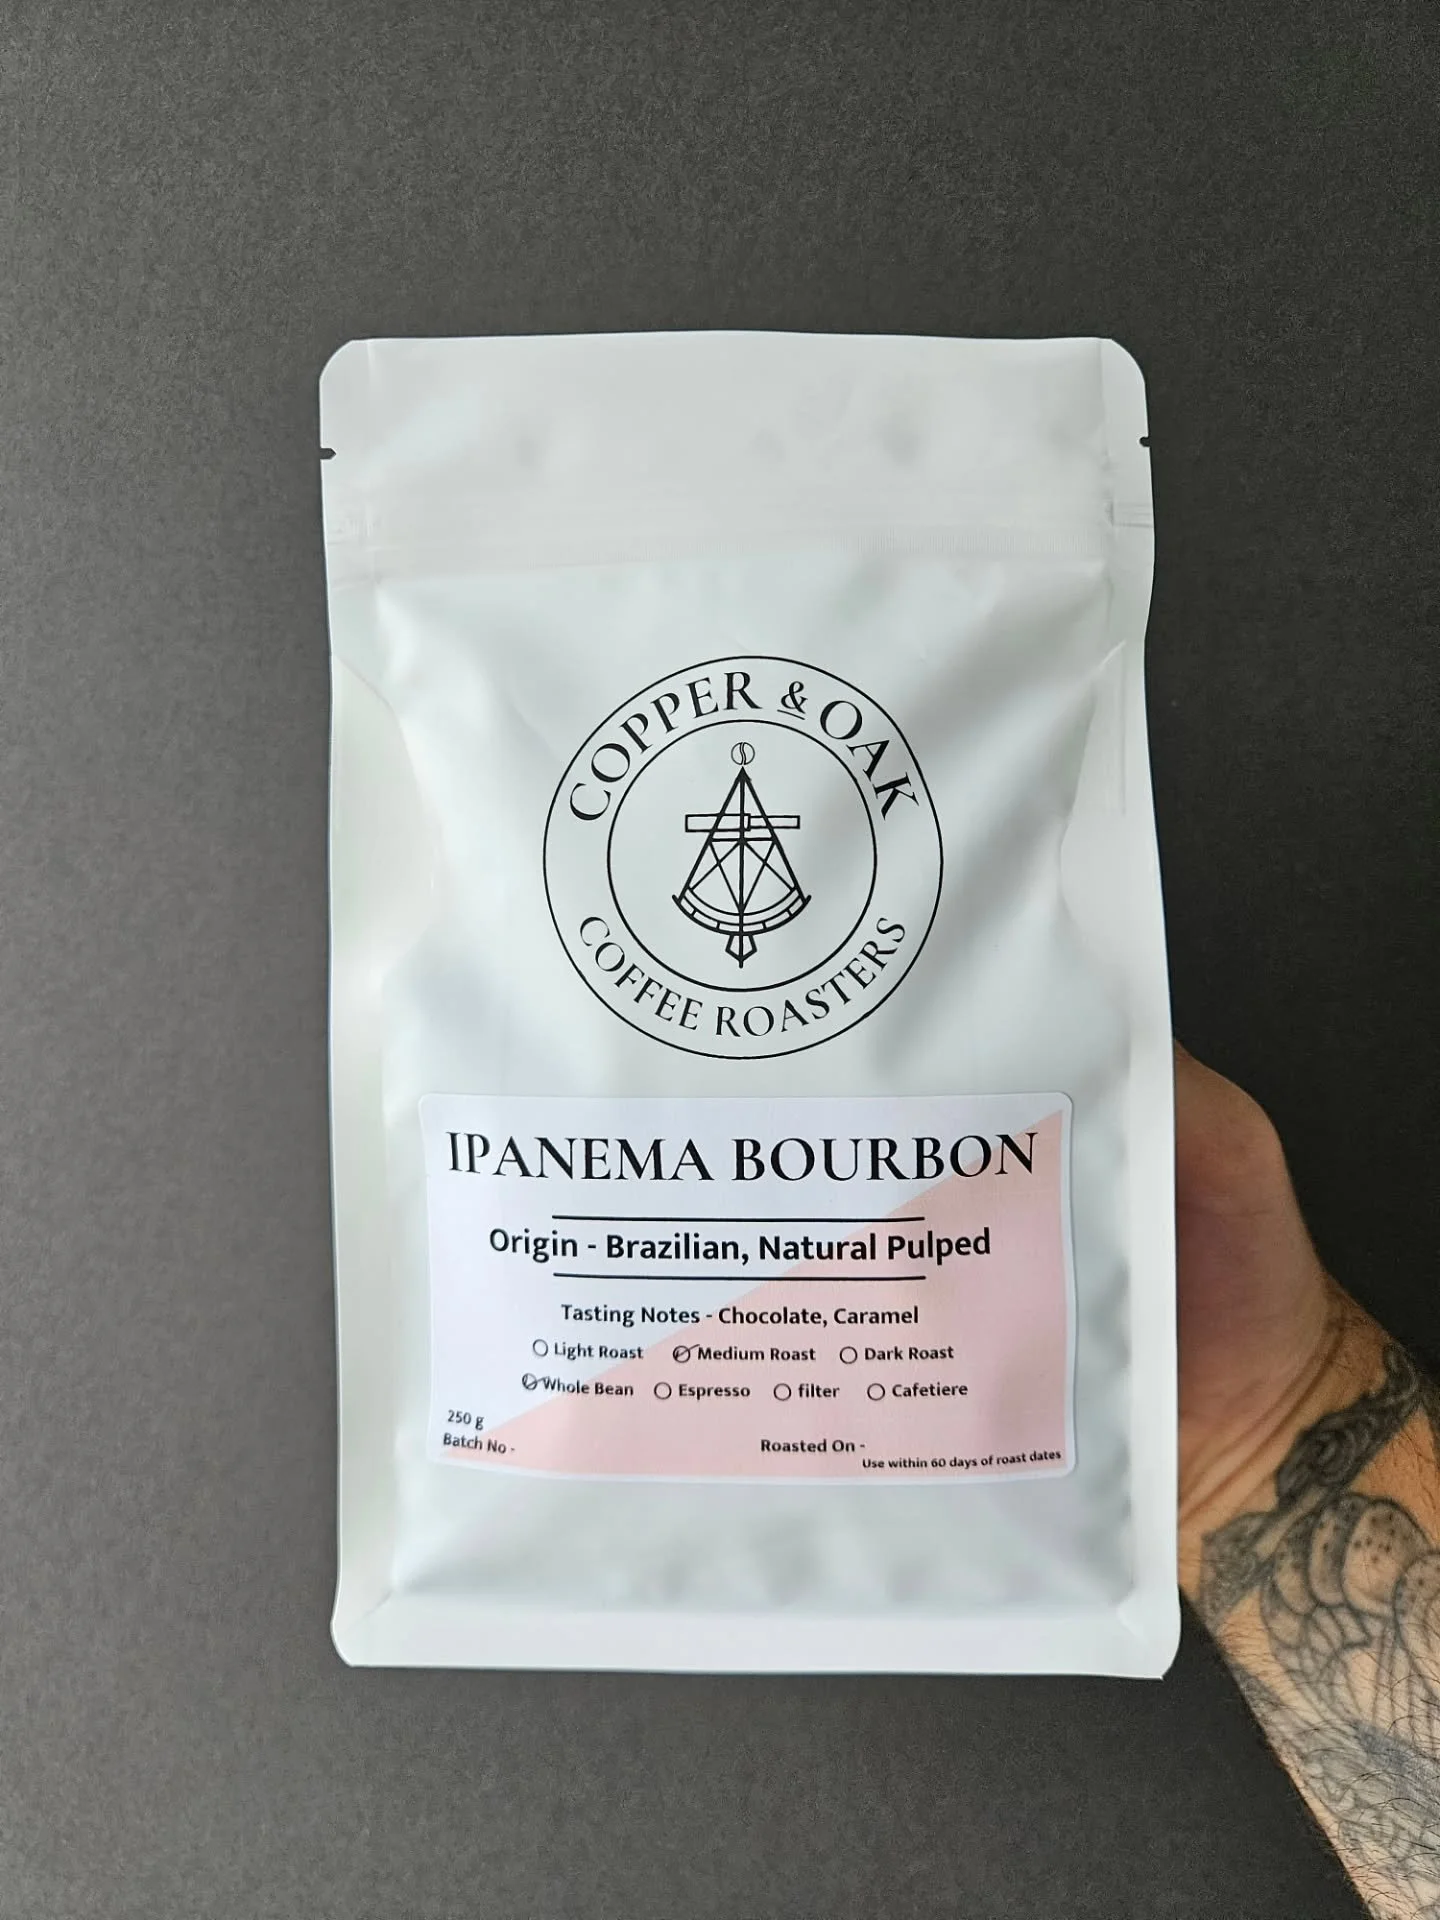 COPPER & OAK
COFFEE ROASTERS
IPANEMA BOURBON
Origin - Brazilian, Natural Pulped
Tasting Notes - Chocolate, Caramel
Light Roast Medium Roast Dark Roast
Whole Bean Espresso filter Cafetiere
250 g
Batch No -
Roasted On -
Use within 60 days of roast dates